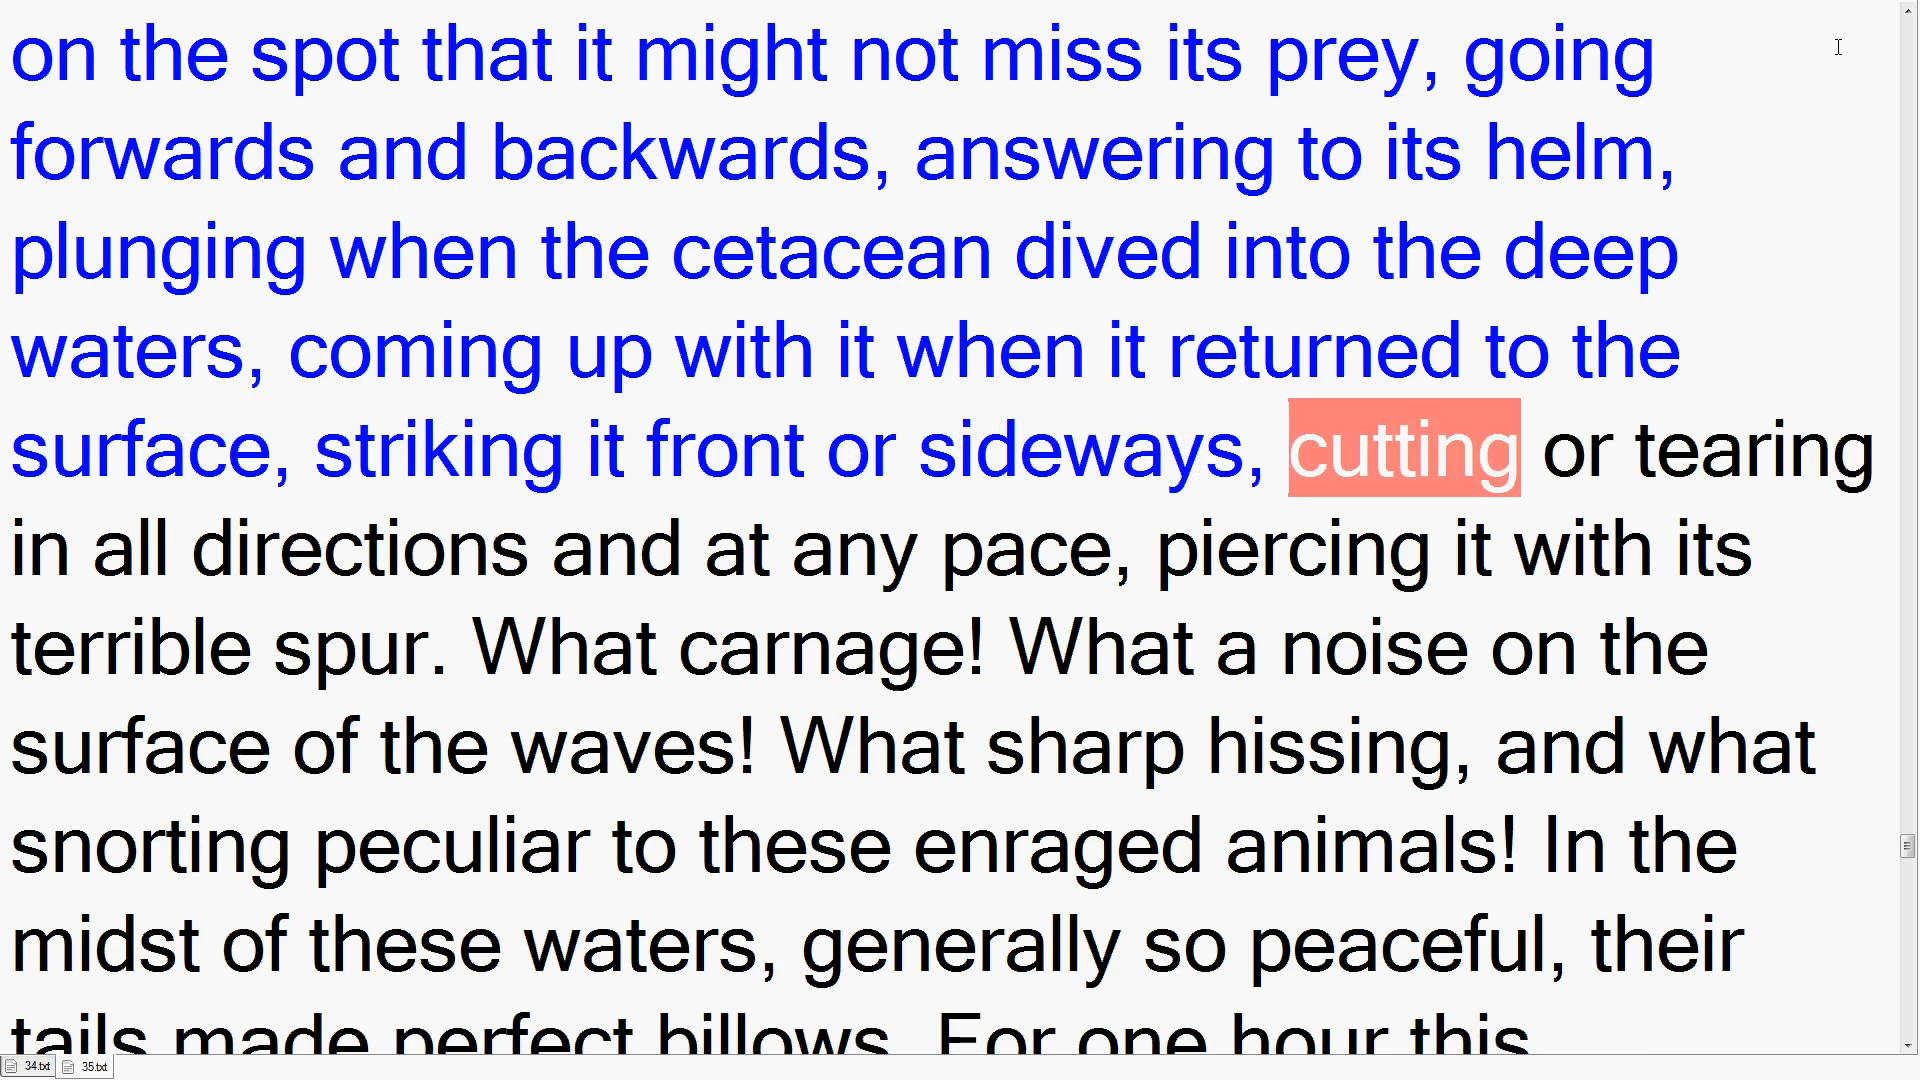 on the spot that it might not miss its prey, going
forwards and backwards, answering to its helm,
plunging when the cetacean dived into the deep
waters, coming up with it when it returned to the
surface, striking it front or sideways, cutting or tearing
in all directions and at any pace, piercing it with its
terrible spur. What carnage! What a noise on the
surface of the waves! What sharp hissing, and what
snorting peculiar to these enraged animals! In the
midst of these waters, generally so peaceful, their
tails made perfect billows. For one hour this
34.txt 35.txt